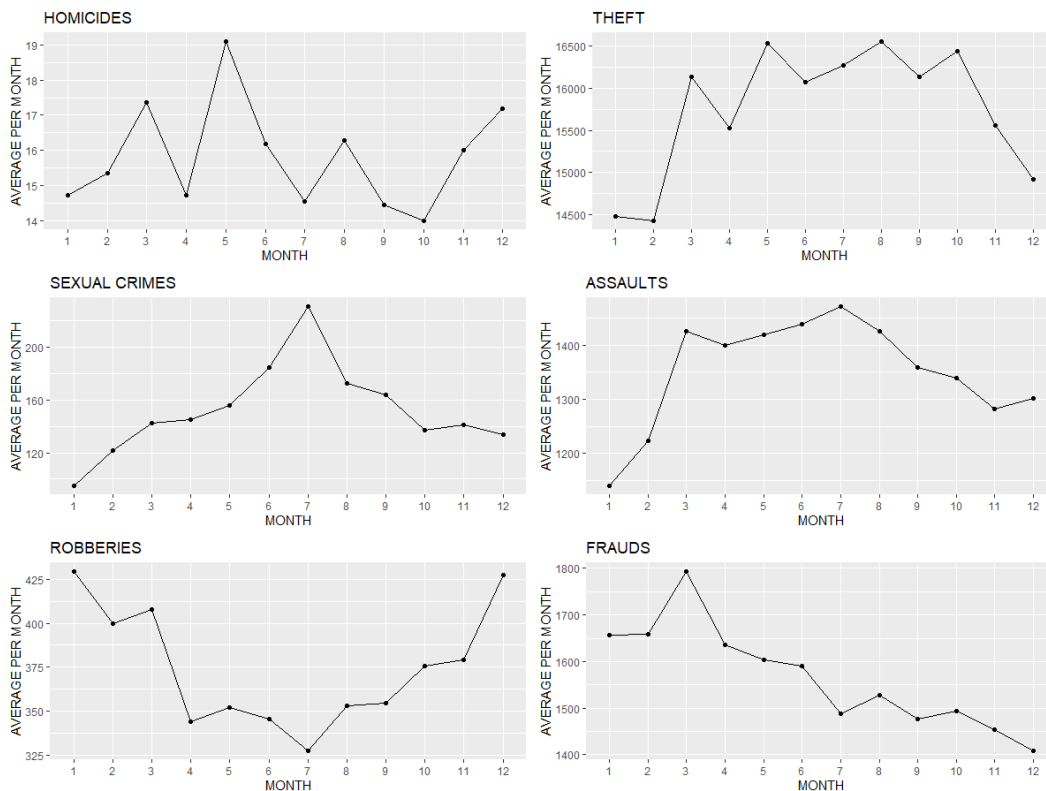 HOMICIDES
AVERAGE PER MONTH
19
18
17
16
15
14
1 2 3 4 5 6 7 8 9 10 11 12
MONTH
THEFT
AVERAGE PER MONTH
16500
16000
15500
15000
14500
1 2 3 4 5 6 7 8 9 10 11 12
MONTH
SEXUAL CRIMES
AVERAGE PER MONTH
200
160
120
1 2 3 4 5 6 7 8 9 10 11 12
MONTH
ASSAULTS
AVERAGE PER MONTH
1400
1300
1200
1 2 3 4 5 6 7 8 9 10 11 12
MONTH
ROBBERIES
AVERAGE PER MONTH
425
400
375
350
325
1 2 3 4 5 6 7 8 9 10 11 12
MONTH
FRAUDS
AVERAGE PER MONTH
1800
1700
1600
1500
1400
1 2 3 4 5 6 7 8 9 10 11 12
MONTH